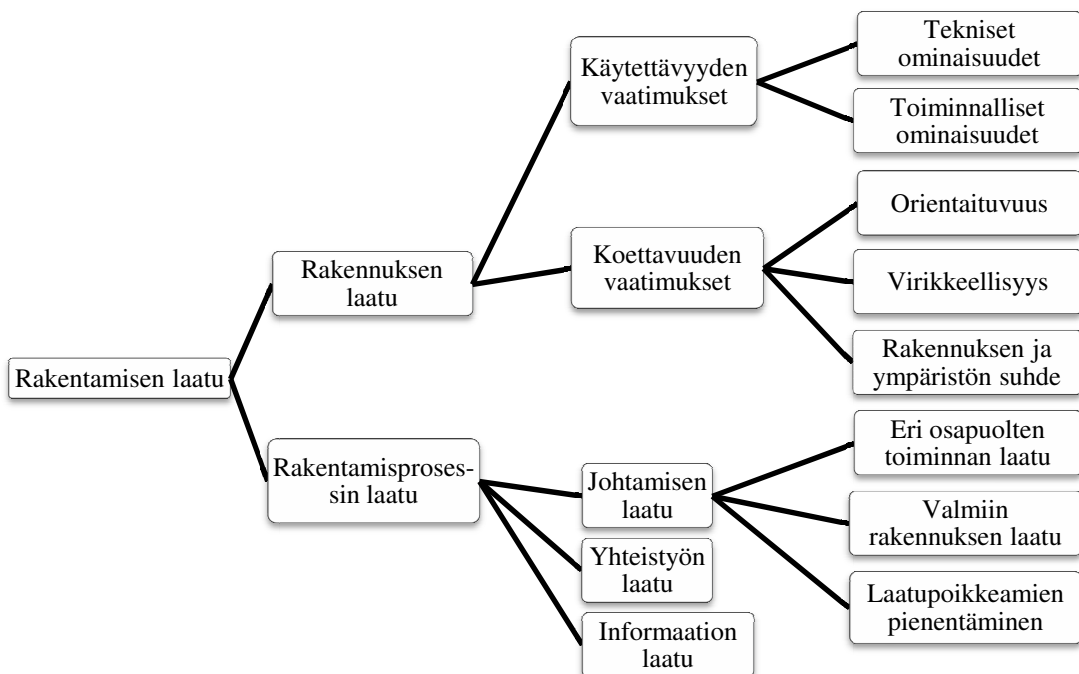 Rakentamisen laatu
Rakennuksen
laatu
Käytettävyyden
vaatimukset
Tekniset
ominaisuudet
Toiminnalliset
ominaisuudet
Koettavuuden
vaatimukset
Orientaituvuus
Virikkeellisyys
Rakennuksen ja
ympäristön suhde
Rakentamisproses-
sin laatu
Johtamisen
laatu
Eri osapuolten
toiminnan laatu
Valmiin
rakennuksen laatu
Laatupoikkeamien
pienentäminen
Yhteistyön
laatu
Informaation
laatu